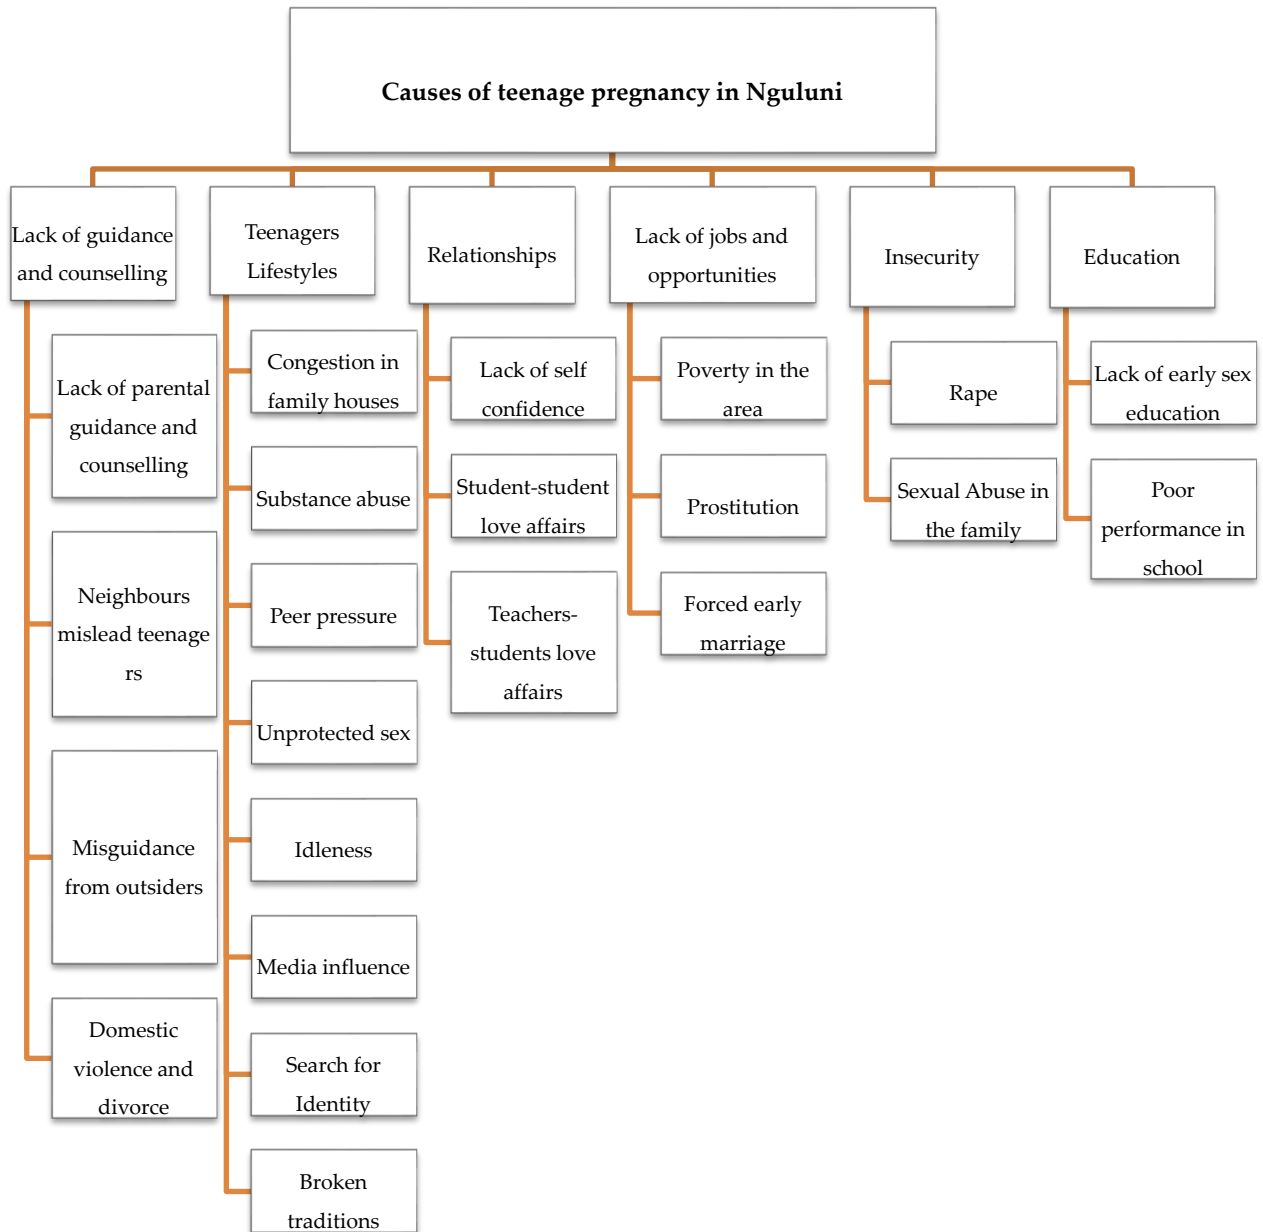 Causes of teenage pregnancy in Nguluni
Lack of guidance
and counselling
Lack of parental
guidance and
counselling
Neighbours
mislead teenage
rs
Misguidance
from outsiders
Domestic
violence and
divorce
Teenagers
Lifestyles
Congestion in
family houses
Substance abuse
Peer pressure
Unprotected sex
Idleness
Media influence
Search for
Identity
Broken
traditions
Relationships
Lack of self
confidence
Student-student
love affairs
Teachers-
students love
affairs
Lack of jobs and
opportunities
Poverty in the
area
Prostitution
Forced early
marriage
Insecurity
Rape
Sexual Abuse in
the family
Education
Lack of early sex
education
Poor
performance in
school